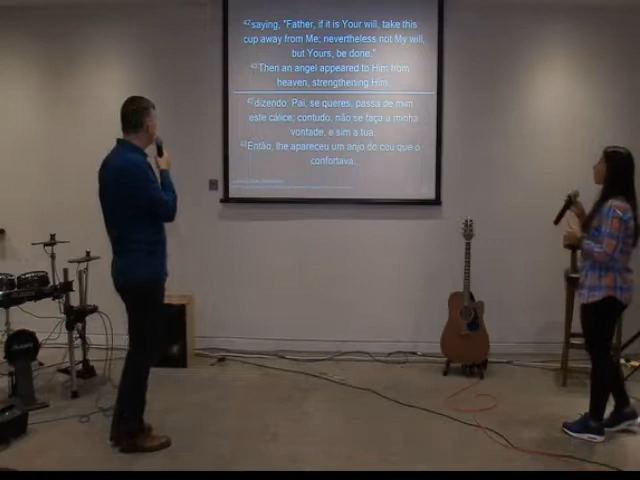 42saying, "Father, if it is Your will, take this
cup away from Me; nevertheless not My will,
but Yours, be done."
43Then an angel appeared to Him from
heaven, strengthening Him.
42dizendo: Pai, se queres, passa de mim
este cálice; contudo, não se faça a minha
vontade, e sim a tua.
43Então, lhe apareceu um anjo do céu que o
confortava.